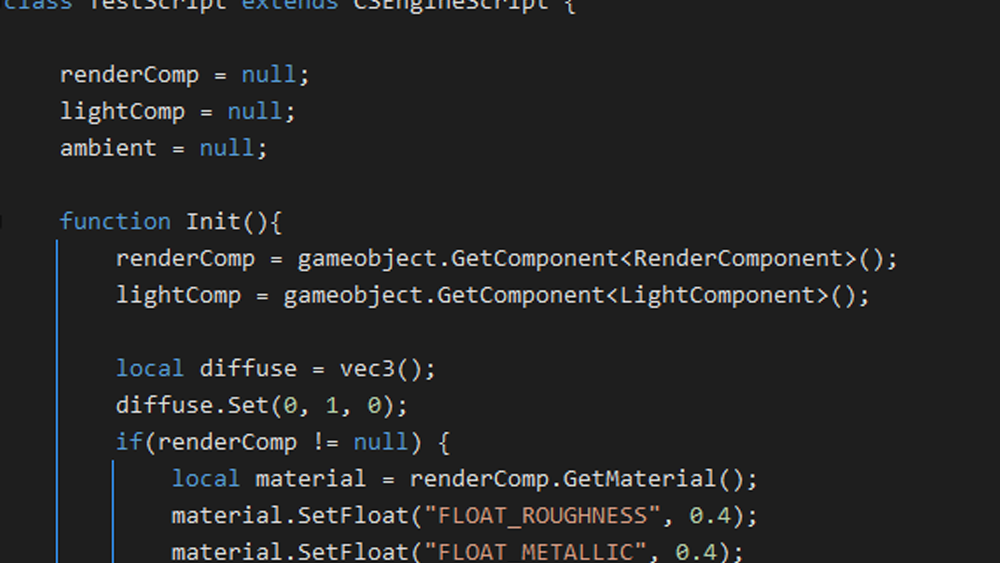 class TestScript extends CSEngineScript {
renderComp = null;
lightComp = null;
ambient = null;
function Init(){
renderComp = gameobject.GetComponent<RenderComponent>();
lightComp = gameobject.GetComponent<LightComponent>();
local diffuse = vec3();
diffuse.Set(0, 1, 0);
if(renderComp != null) {
local material = renderComp.GetMaterial();
material.SetFloat("FLOAT_ROUGHNESS", 0.4);
material.SetFloat("FLOAT_METALLIC", 0.4);